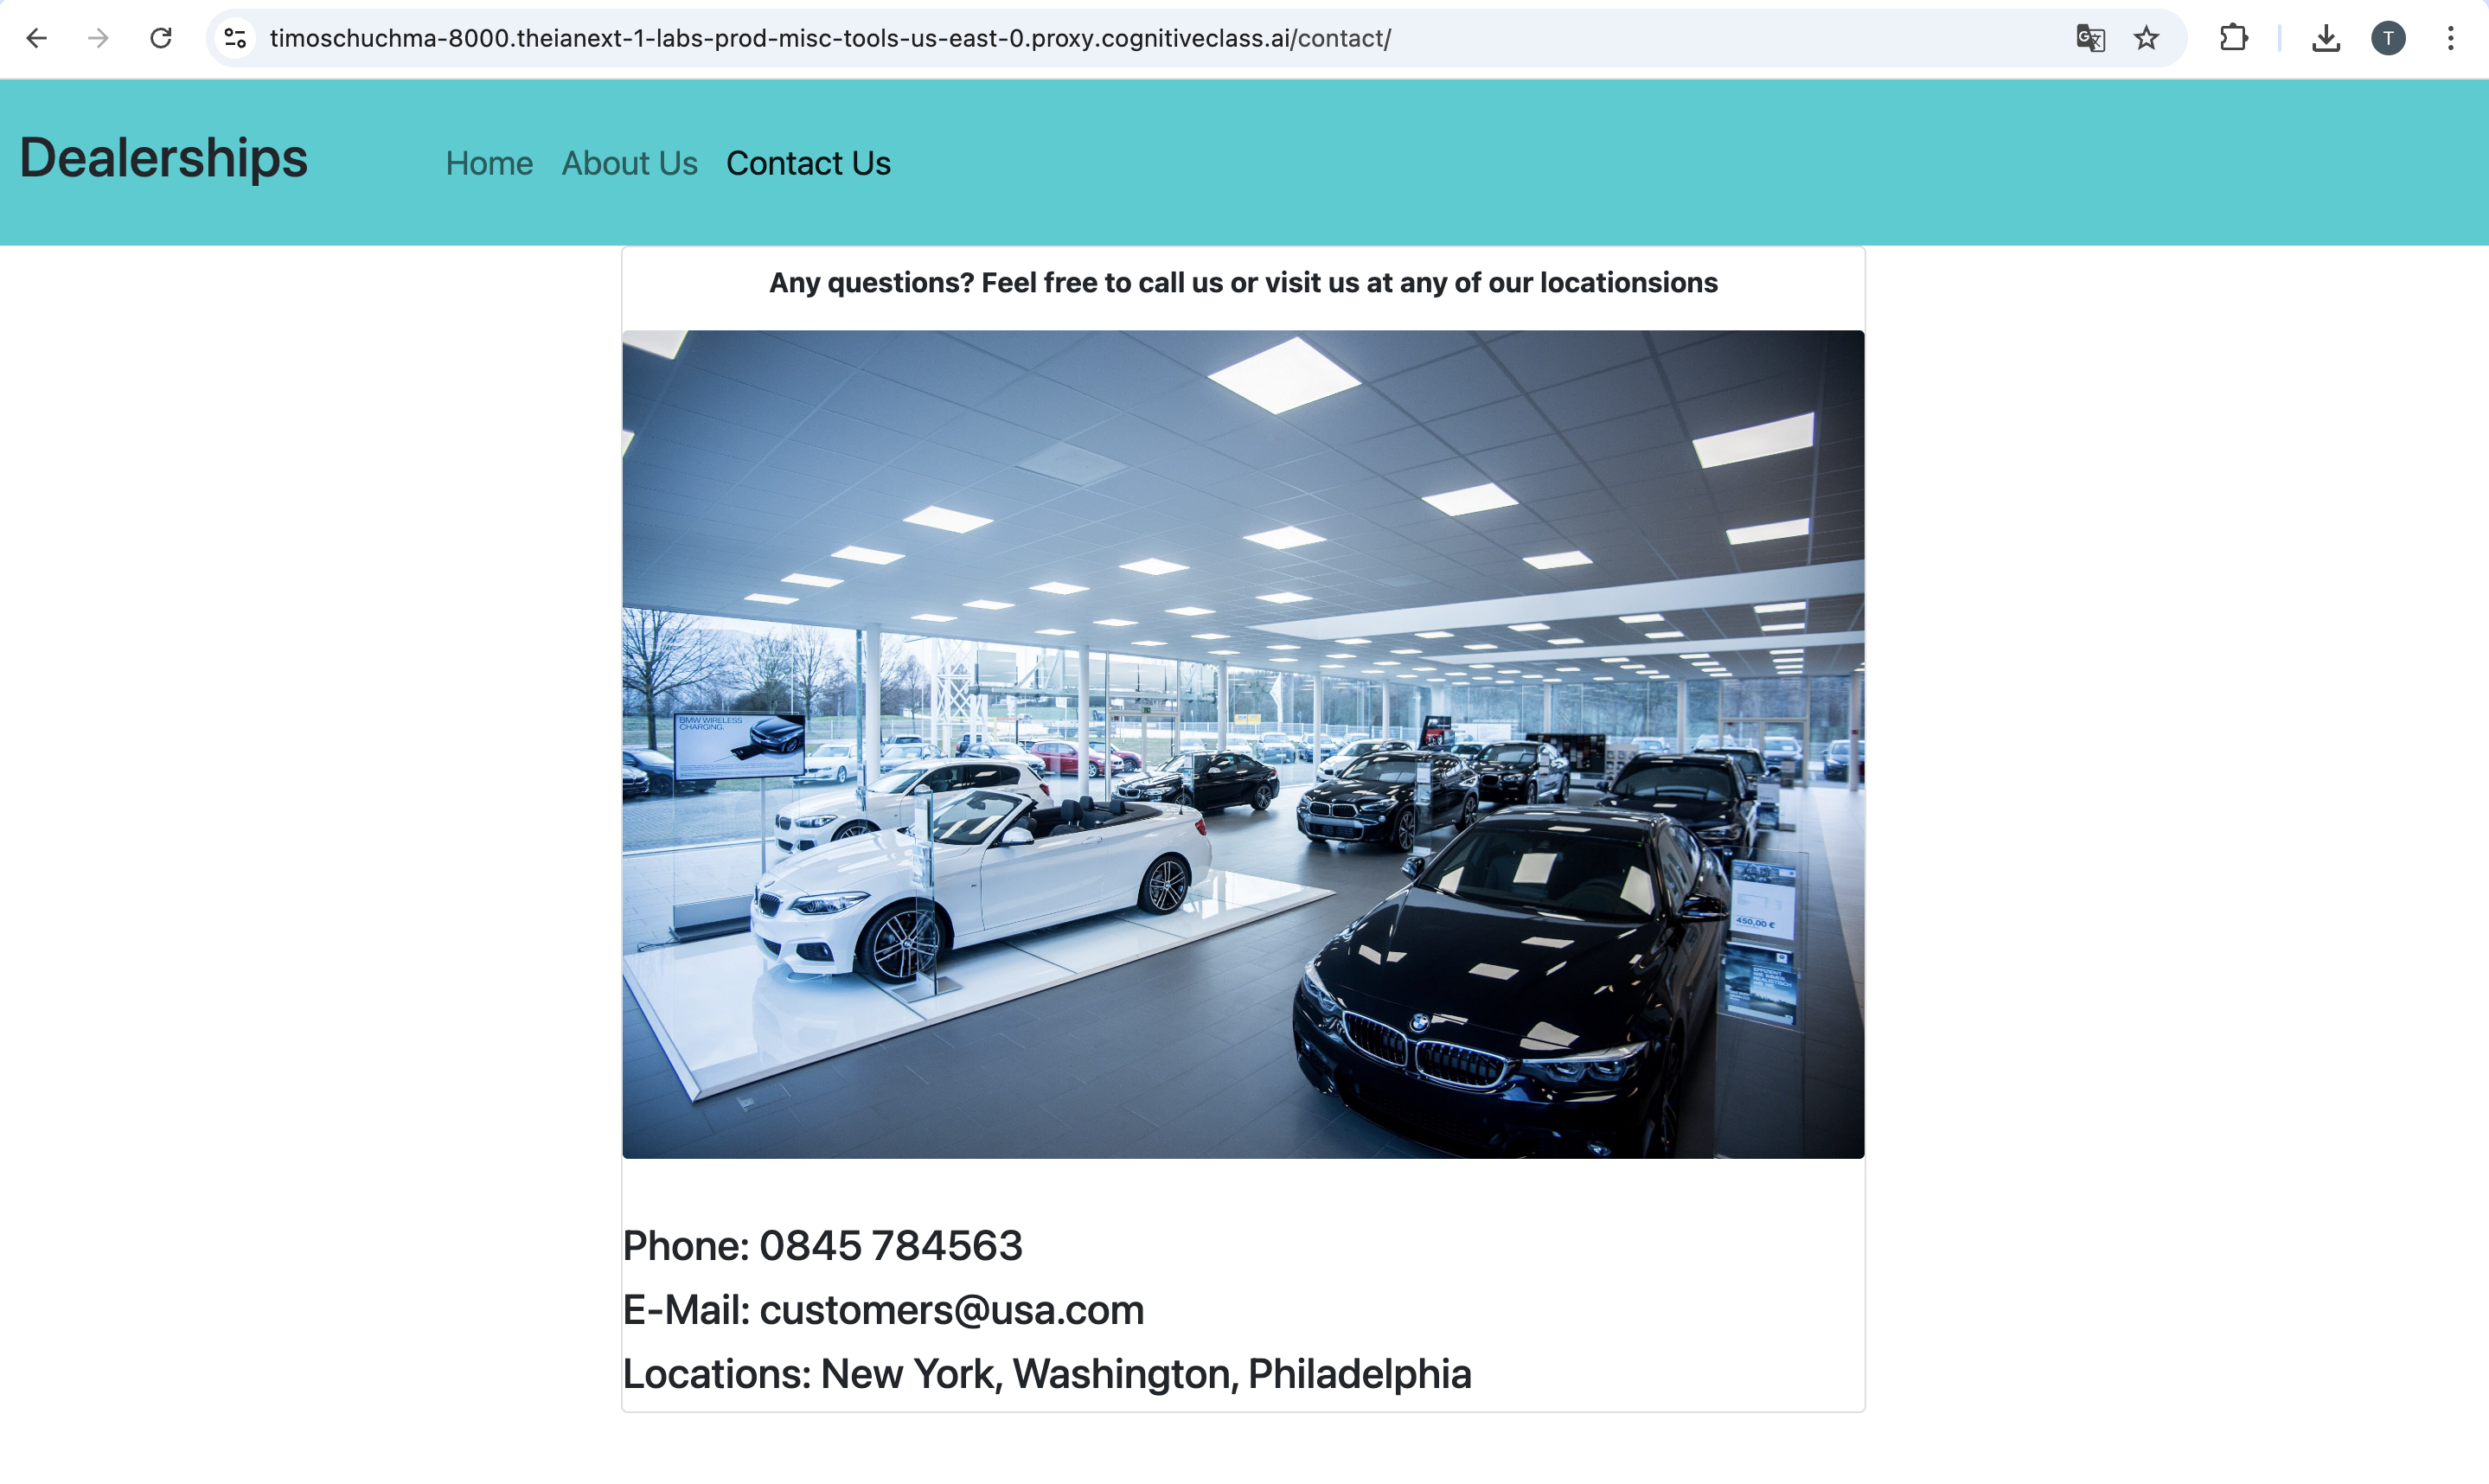 timoschuchma-8000.theianext-1-labs-prod-misc-tools-us-east-0.proxy.cognitiveclass.ai/contact/
T
Dealerships
Home About Us Contact Us
Any questions? Feel free to call us or visit us at any of our locationsions
BMW WIRELESS
CHARGING.
450,00 €
Phone: 0845 784563
E-Mail: customers@usa.com
Locations: New York, Washington, Philadelphia